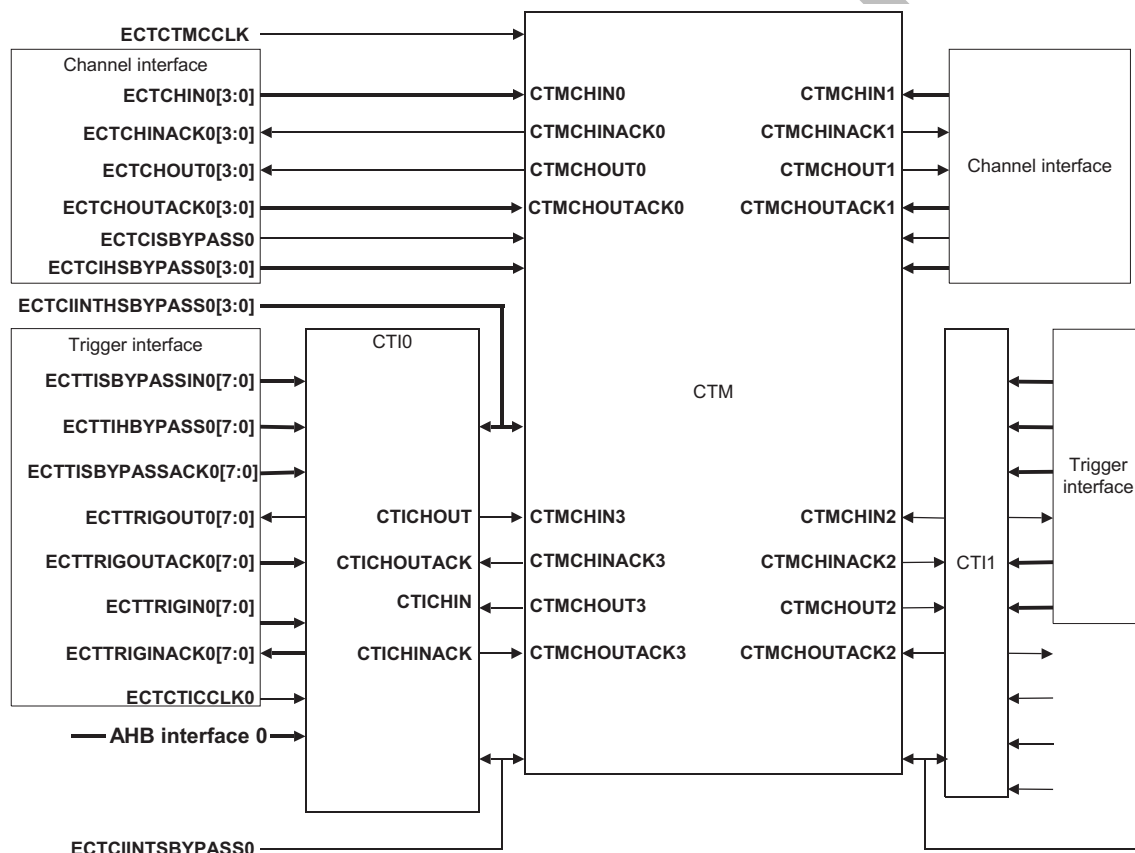 ECTCTMCCLK
Channel interface
ECTCHIN0[3:0]
ECTCHINACK0[3:0]
ECTCHOUT0[3:0]
ECTCHOUTACK0[3:0]
ECTCISBYPASS0
ECTCIHSBYPASS0[3:0]
ECTCIINTHSBYPASS0[3:0]
Trigger interface
ECTTISBYPASSIN0[7:0]
ECTTIHBYPASS0[7:0]
ECTTISBYPASSACK0[7:0]
ECTTRIGOUT0[7:0]
ECTTRIGOUTACK0[7:0]
ECTTRIGIN0[7:0]
ECTTRIGINACK0[7:0]
ECTCTICCLK0
AHB interface 0
ECTCIINTSBYPASS0
CTI0
CTICHOUT
CTICHOUTACK
CTICHIN
CTICHINACK
CTMCHIN0
CTMCHINACK0
CTMCHOUT0
CTMCHOUTACK0
CTM
CTMCHIN3
CTMCHINACK3
CTMCHOUT3
CTMCHOUTACK3
CTMCHIN1
CTMCHINACK1
CTMCHOUT1
CTMCHOUTACK1
CTMCHIN2
CTMCHINACK2
CTMCHOUT2
CTMCHOUTACK2
Channel interface
CTI1
Trigger
interface